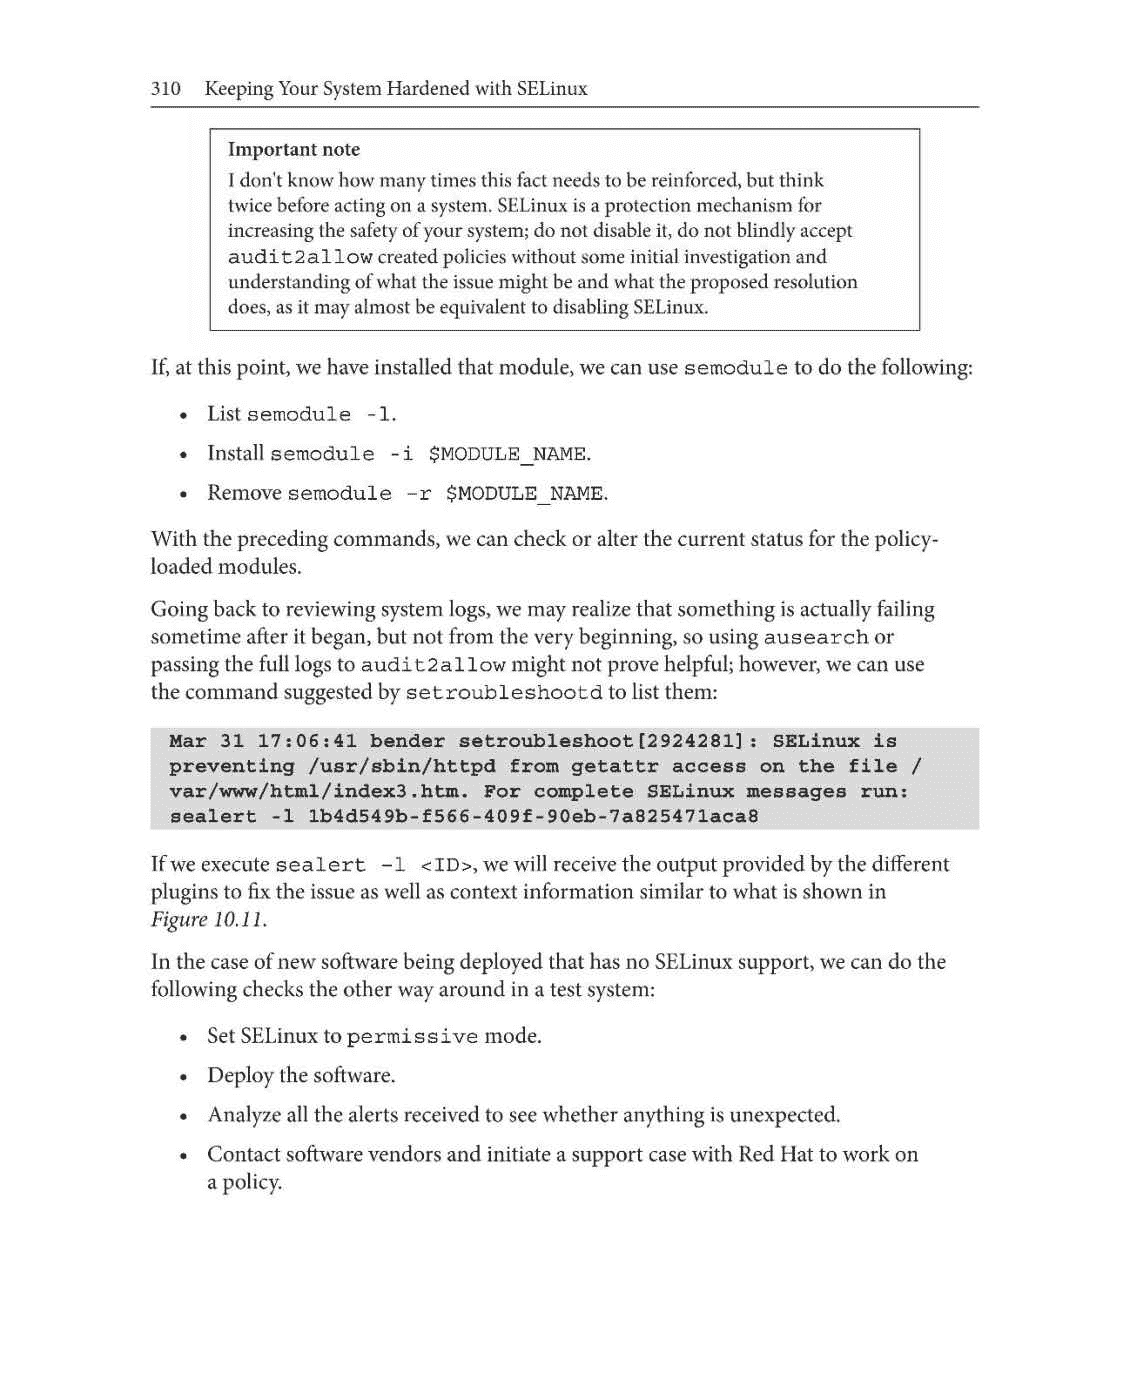 310 Keeping Your System Hardened with SELinux
Important note
I don't know how many times this fact needs to be reinforced, but think
twice before acting on a system. SELinux is a protection mechanism for
increasing the safety of your system; do not disable it, do not blindly accept
audit2allow created policies without some initial investigation and
understanding of what the issue might be and what the proposed resolution
does, as it may almost be equivalent to disabling SELinux.
If, at this point, we have installed that module, we can use semodule to do the following:
• List semodule -l.
• Install semodule -i $MODULE_NAME.
• Remove semodule -r $MODULE_NAME.
With the preceding commands, we can check or alter the current status for the policy-
loaded modules.
Going back to reviewing system logs, we may realize that something is actually failing
sometime after it began, but not from the very beginning, so using ausearch or
passing the full logs to audit2allow might not prove helpful; however, we can use
the command suggested by setroubleshootd to list them:
Mar 31 17:06:41 bender setroubleshoot[2924281]: SELinux is
preventing /usr/sbin/httpd from getattr access on the file /
var/www/html/index3.htm. For complete SELinux messages run:
sealert -l 1b4d549b-f566-409f-90eb-7a825471aca8
If we execute sealert -l <ID>, we will receive the output provided by the different
plugins to fix the issue as well as context information similar to what is shown in
Figure 10.11.
In the case of new software being deployed that has no SELinux support, we can do the
following checks the other way around in a test system:
• Set SELinux to permissive mode.
• Deploy the software.
• Analyze all the alerts received to see whether anything is unexpected.
• Contact software vendors and initiate a support case with Red Hat to work on
a policy.